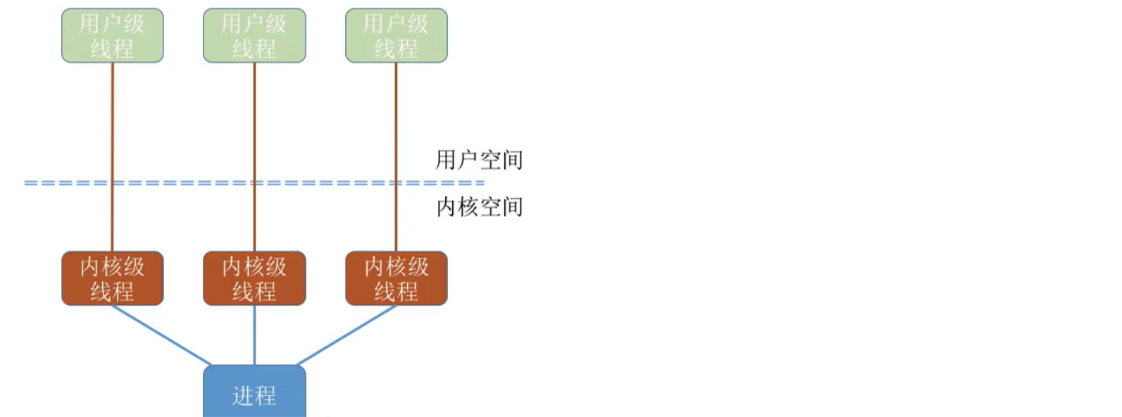 用户级 用户级 用户级
线程 线程 线程
用户空间
内核空间
内核级 内核级 内核级
线程 线程 线程
进程